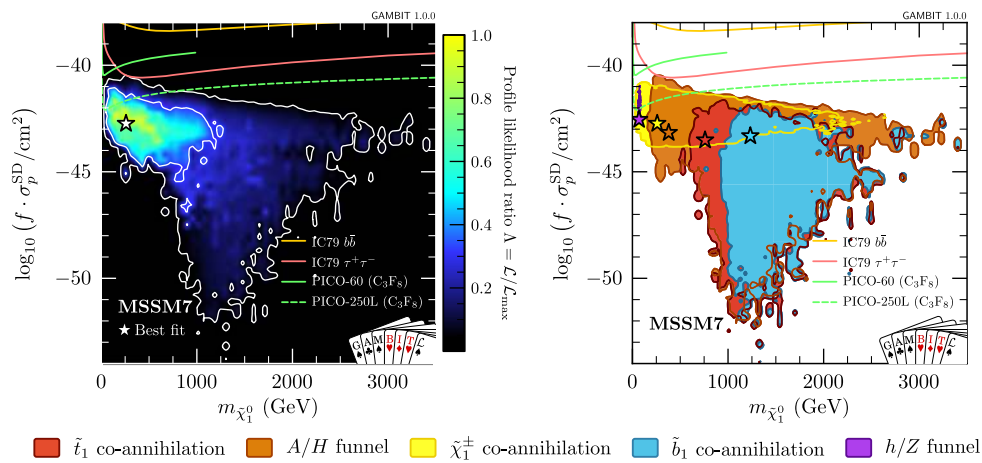 GAMBIT 1.0.0
−40
−45
−50
log₁₀ (f · σₚˢᴰ/cm²)
0
1000
2000
3000
m_χ̃₁⁰ (GeV)
IC79 bb̄
IC79 τ⁺τ⁻
PICO-60 (C₃F₈)
PICO-250L (C₃F₈)
MSSM7
Best fit
G A M B I T L
1.0
0.8
0.6
0.4
0.2
Profile likelihood ratio Λ = ℒ/ℒmax
GAMBIT 1.0.0
−40
−45
−50
log₁₀ (f · σₚˢᴰ/cm²)
0
1000
2000
3000
m_χ̃₁⁰ (GeV)
IC79 bb̄
IC79 τ⁺τ⁻
PICO-60 (C₃F₈)
PICO-250L (C₃F₈)
MSSM7
G A M B I T L
t̃₁ co-annihilation
A/H funnel
χ̃₁± co-annihilation
b̃₁ co-annihilation
h/Z funnel